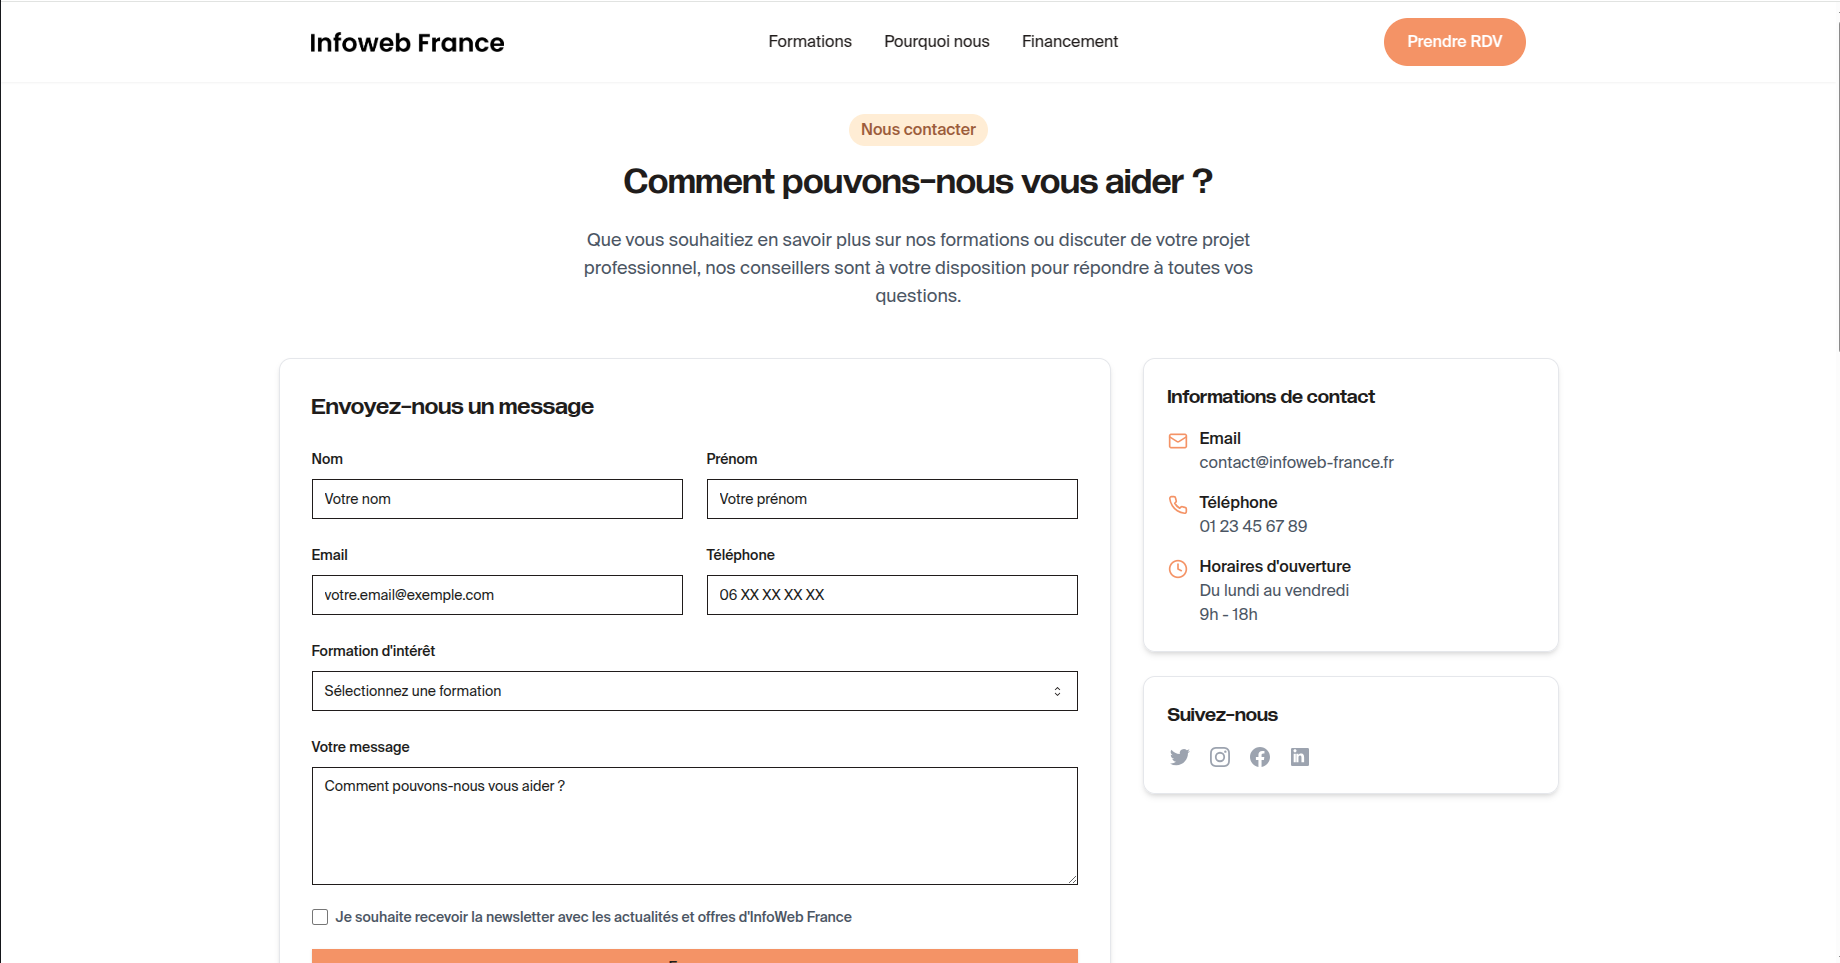 Infoweb France
Formations
Pourquoi nous
Financement
Prendre RDV
Nous contacter
Comment pouvons-nous vous aider ?
Que vous souhaitiez en savoir plus sur nos formations ou discuter de votre projet
professionnel, nos conseillers sont à votre disposition pour répondre à toutes vos
questions.
Envoyez-nous un message
Nom
Prénom
Votre nom
Votre prénom
Email
Téléphone
votre.email@exemple.com
06 XX XX XX XX
Formation d'intérêt
Sélectionnez une formation
Votre message
Comment pouvons-nous vous aider ?
Je souhaite recevoir la newsletter avec les actualités et offres d'InfoWeb France
Informations de contact
Email
contact@infoweb-france.fr
Téléphone
01 23 45 67 89
Horaires d'ouverture
Du lundi au vendredi
9h - 18h
Suivez-nous